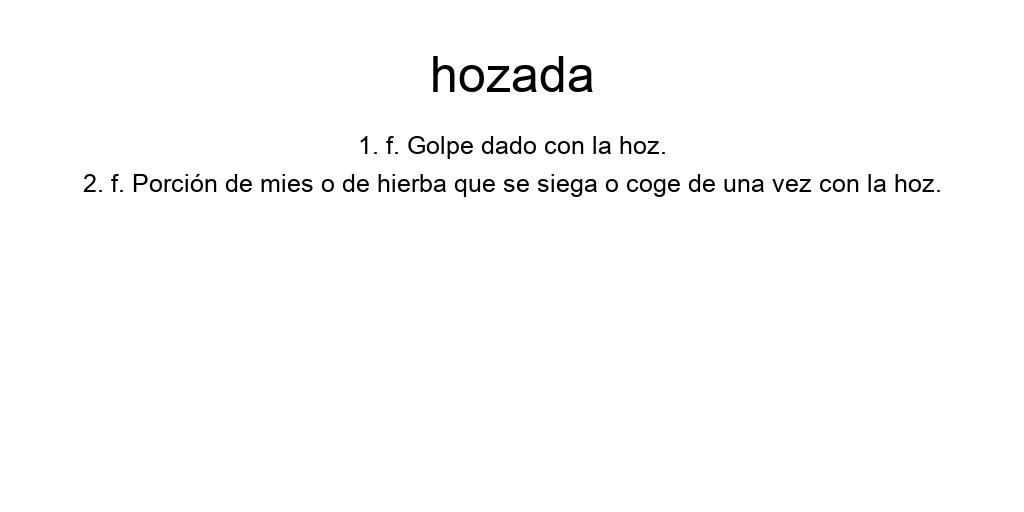 hozada
1. f. Golpe dado con la hoz.
2. f. Porción de mies o de hierba que se siega o coge de una vez con la hoz.